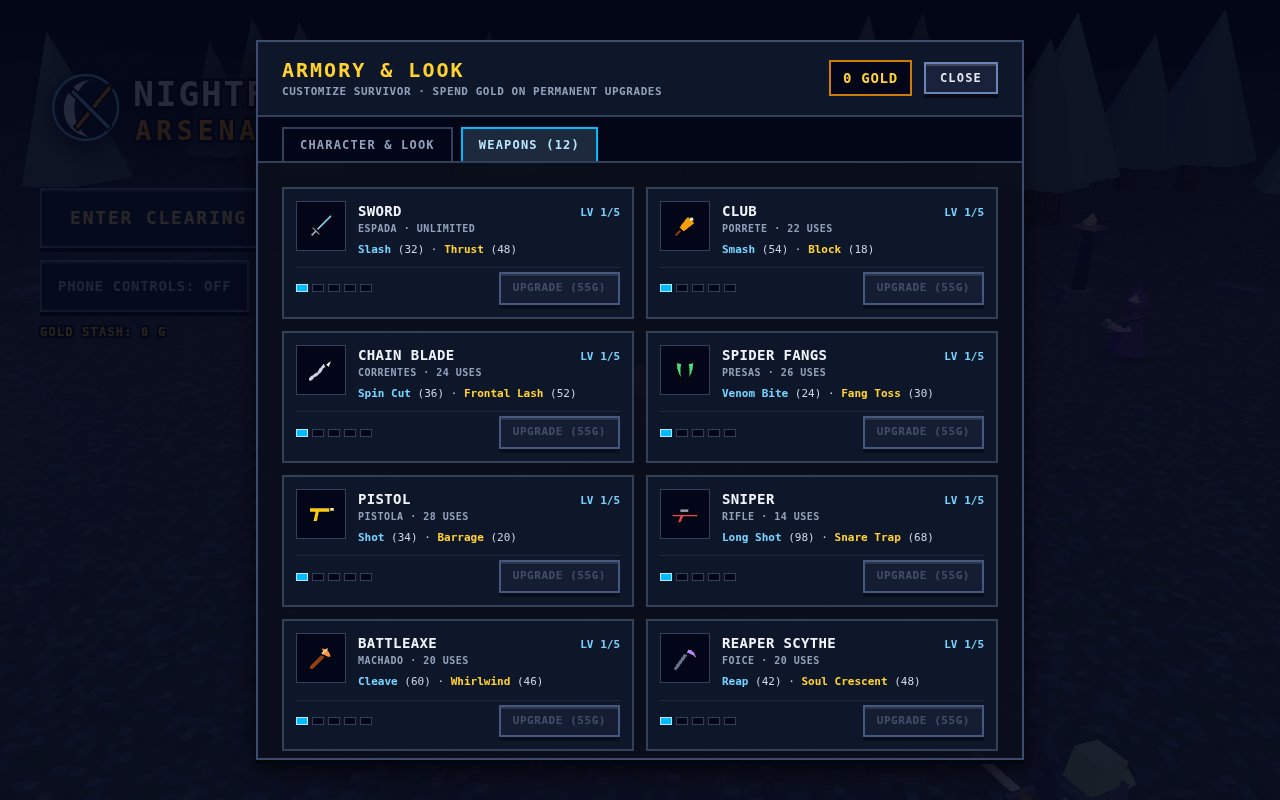 NIGHTF
ARSENA
ENTER CLEARING
PHONE CONTROLS: OFF
GOLD STASH: 0 G
ARMORY & LOOK
CUSTOMIZE SURVIVOR · SPEND GOLD ON PERMANENT UPGRADES
0 GOLD
CLOSE
CHARACTER & LOOK
WEAPONS (12)
SWORD
LV 1/5
ESPADA · UNLIMITED
Slash (32) · Thrust (48)
UPGRADE (55G)
CLUB
LV 1/5
PORRETE · 22 USES
Smash (54) · Block (18)
UPGRADE (55G)
CHAIN BLADE
LV 1/5
CORRENTES · 24 USES
Spin Cut (36) · Frontal Lash (52)
UPGRADE (55G)
SPIDER FANGS
LV 1/5
PRESAS · 26 USES
Venom Bite (24) · Fang Toss (30)
UPGRADE (55G)
PISTOL
LV 1/5
PISTOLA · 28 USES
Shot (34) · Barrage (20)
UPGRADE (55G)
SNIPER
LV 1/5
RIFLE · 14 USES
Long Shot (98) · Snare Trap (68)
UPGRADE (55G)
BATTLEAXE
LV 1/5
MACHADO · 20 USES
Cleave (60) · Whirlwind (46)
UPGRADE (55G)
REAPER SCYTHE
LV 1/5
FOICE · 20 USES
Reap (42) · Soul Crescent (48)
UPGRADE (55G)